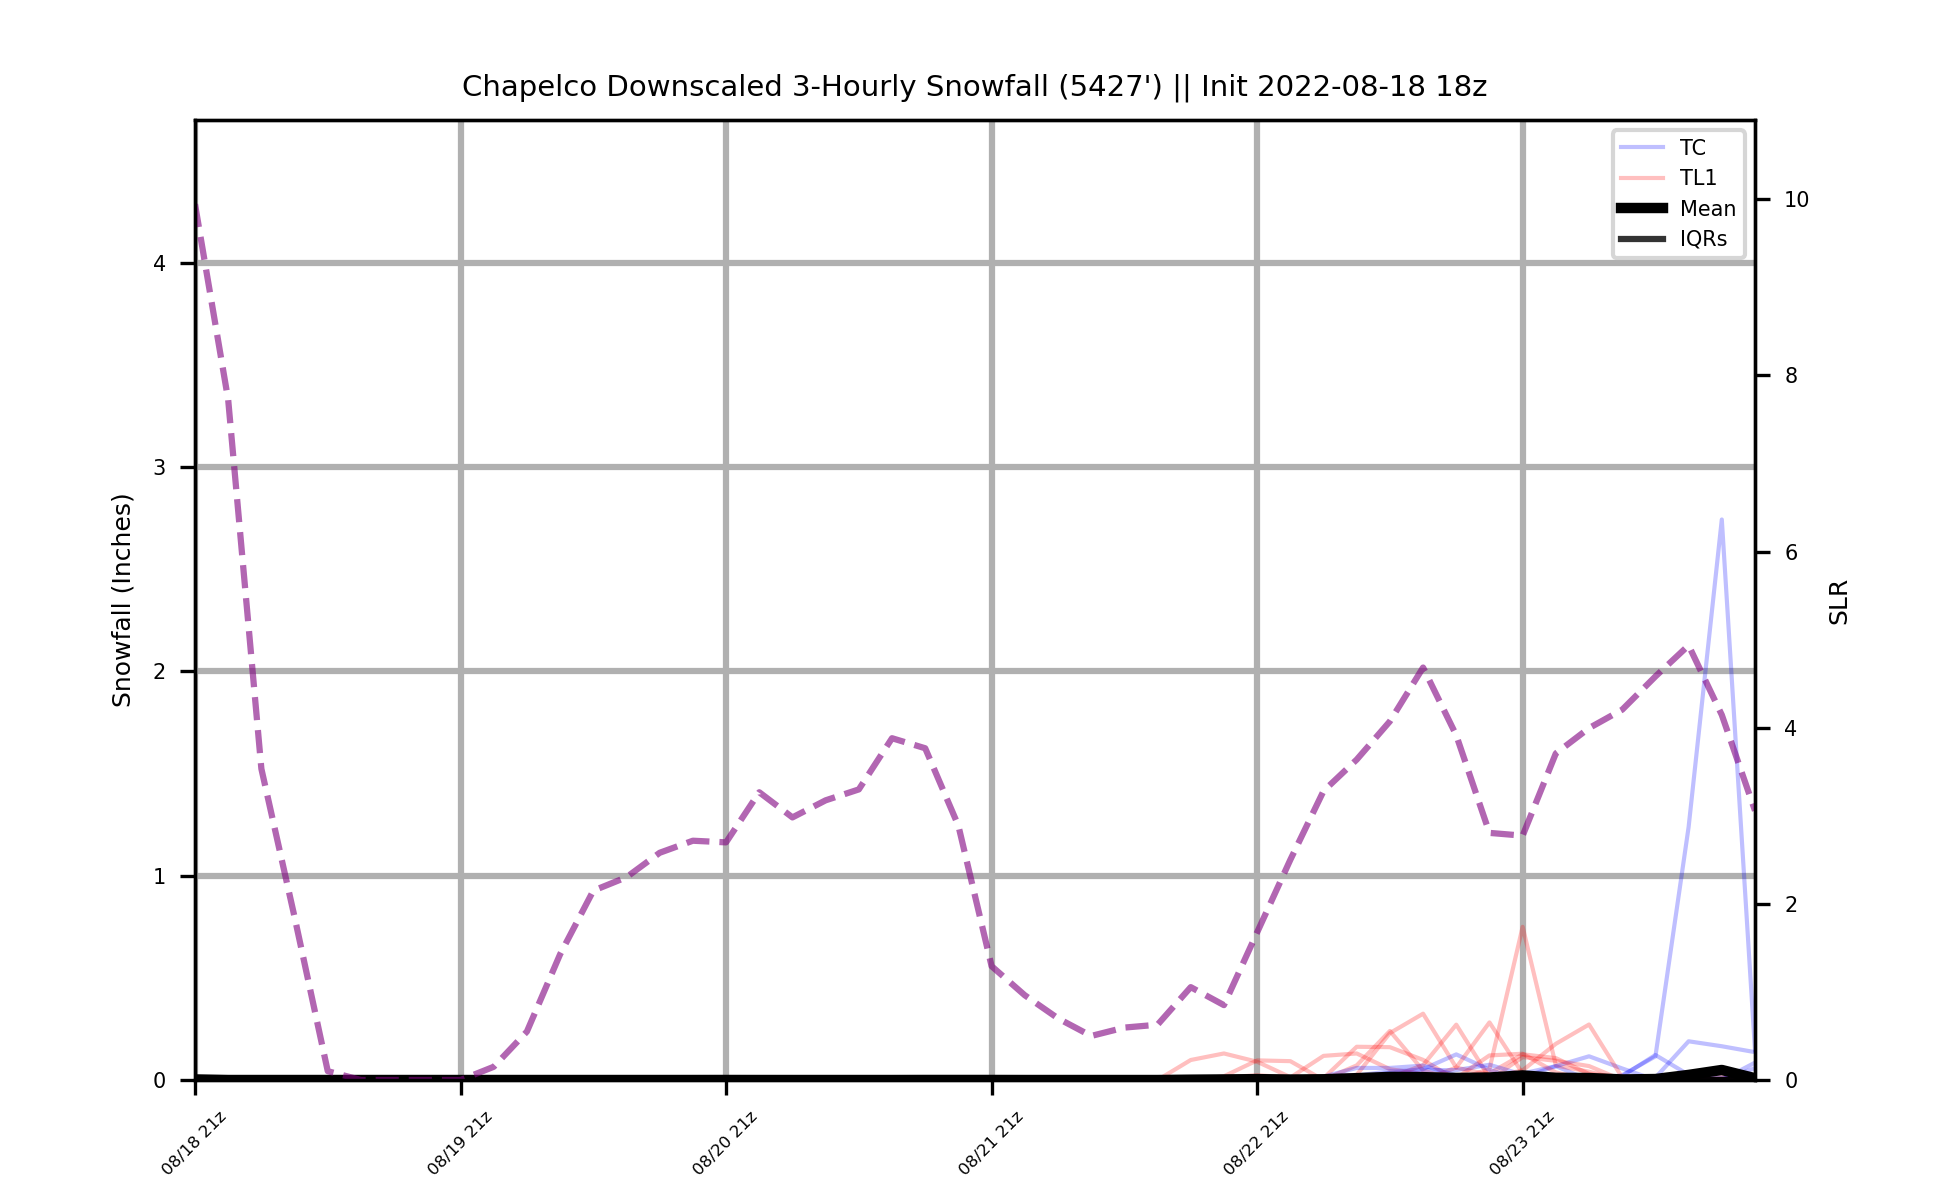 Chapelco Downscaled 3-Hourly Snowfall (5427') || Init 2022-08-18 18z
TC
TL1
Mean
IQRs
Snowfall (Inches)
4
3
2
1
0
SLR
10
8
6
4
2
0
08/18 21z
08/19 21z
08/20 21z
08/21 21z
08/22 21z
08/23 21z